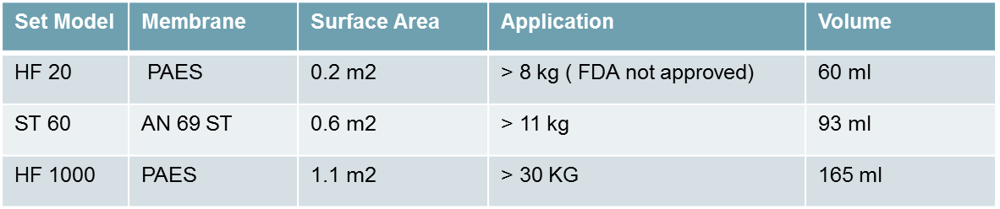 Set Model Membrane Surface Area Application Volume
HF 20 PAES 0.2 m2 > 8 kg ( FDA not approved) 60 ml
ST 60 AN 69 ST 0.6 m2 > 11 kg 93 ml
HF 1000 PAES 1.1 m2 > 30 KG 165 ml